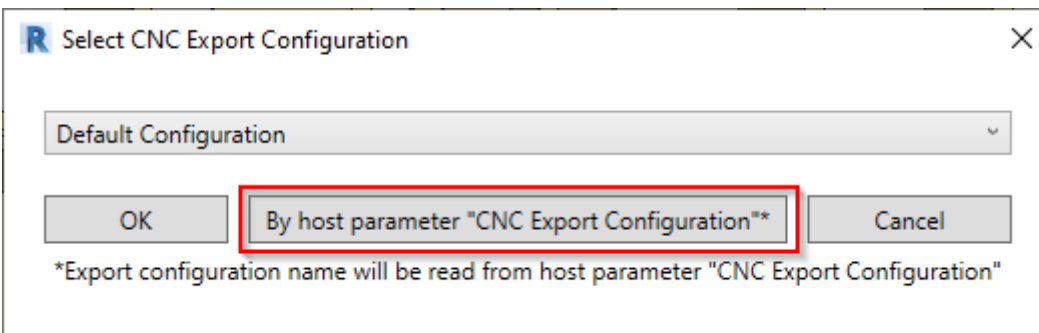 Select CNC Export Configuration
Default Configuration
OK By host parameter "CNC Export Configuration"* Cancel
*Export configuration name will be read from host parameter "CNC Export Configuration"